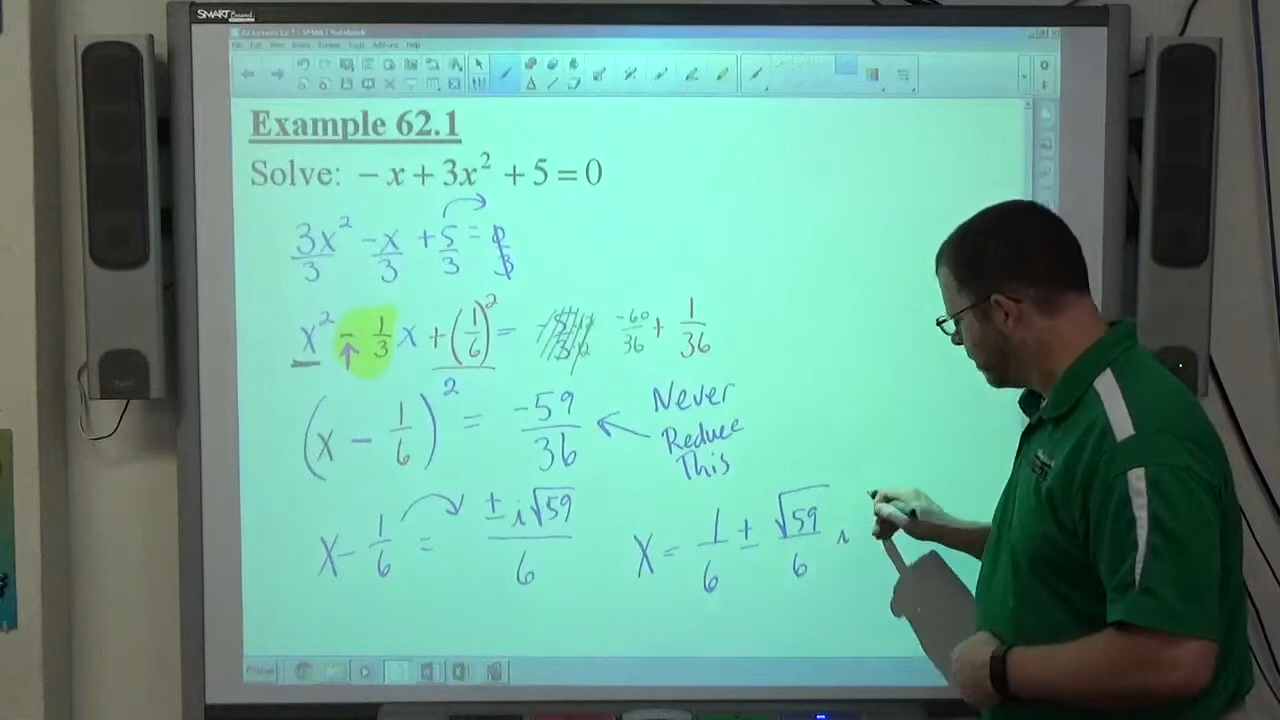 SMART Board
Example 62.1
Solve: − x + 3x² + 5 = 0
3x²/3 - x/3 + 5/3 = 0/3
x² - 1/3 x + (1/6)² = -60/36 + 1/36
2
(x - 1/6)² = -59/36
Never
Reduce
This
x - 1/6 = ± i√59/6
x = 1/6 ± √59/6 i